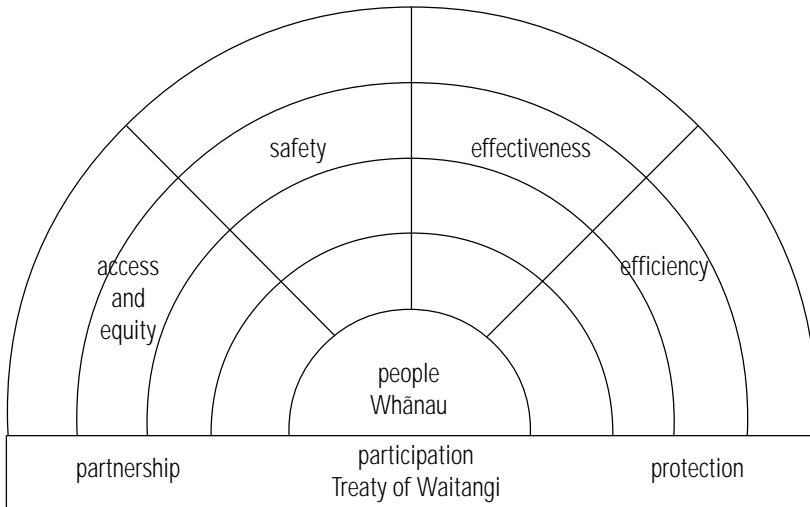 safety
effectiveness
access
and
equity
efficiency
people
Whānau
partnership
participation
protection
Treaty of Waitangi